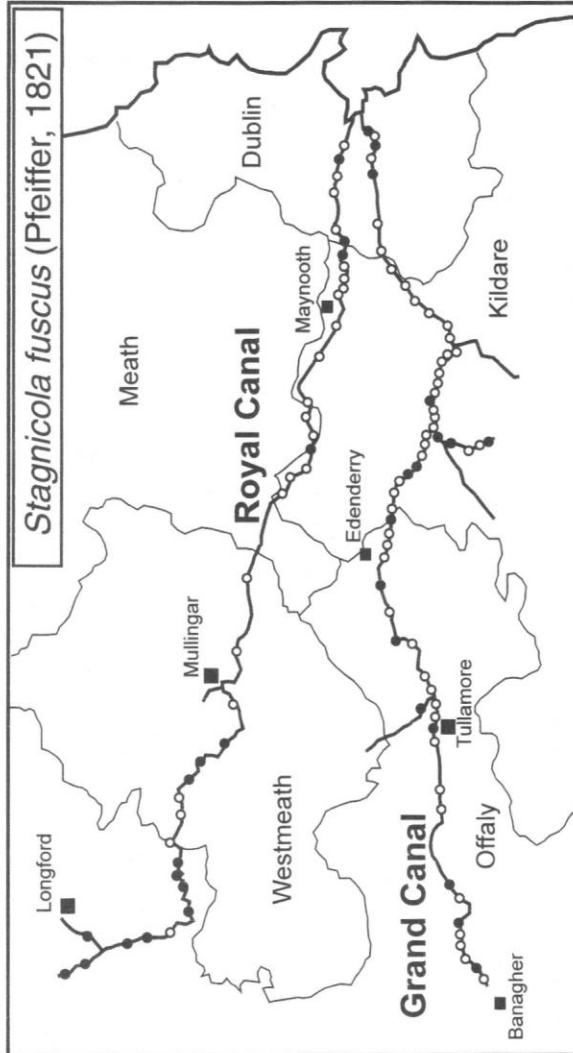 Stagnicola fuscus (Pfeiffer, 1821)
Meath
Dublin
Longford
Mullingar
Royal Canal
Maynooth
Westmeath
Edenderry
Kildare
Grand Canal
Tullamore
Offaly
Banagher